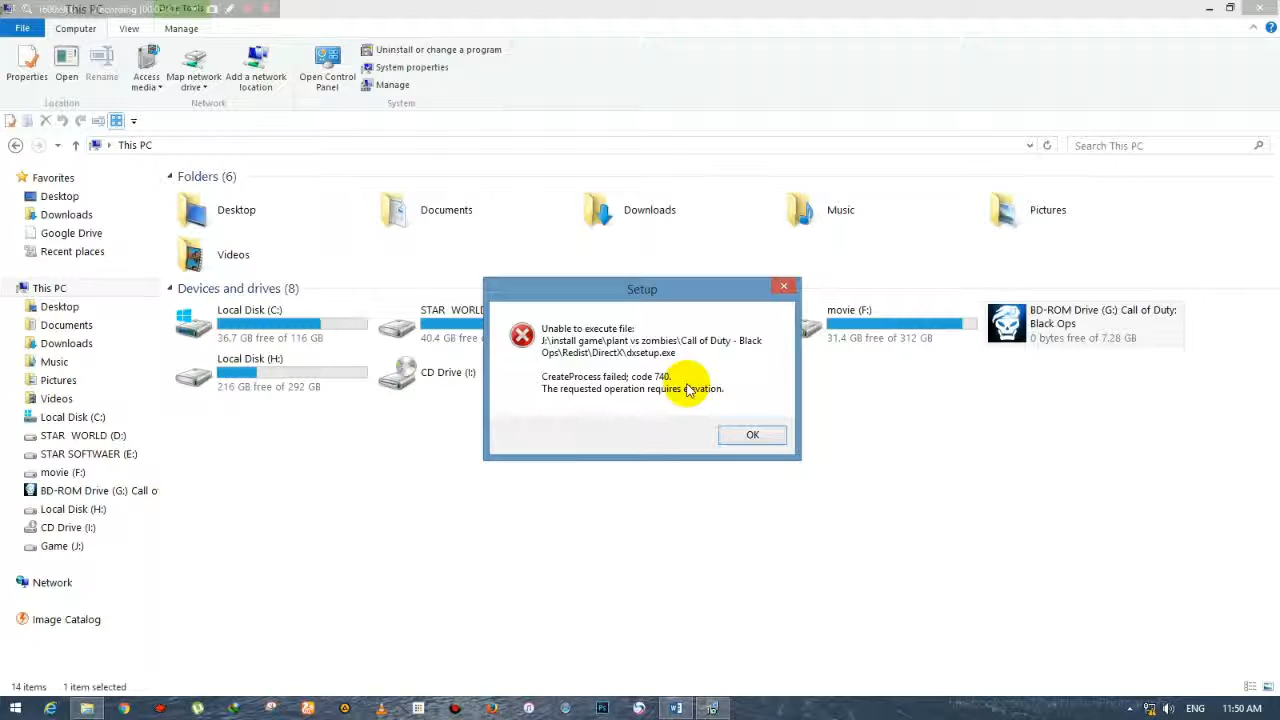 This PC
File
Computer
View
Manage
Properties
Open
Rename
Access media
Map network drive
Add a network location
Open Control Panel
Uninstall or change a program
System properties
Manage
Location
Network
System
This PC
Search This PC
Favorites
Desktop
Downloads
Google Drive
Recent places
This PC
Desktop
Documents
Downloads
Music
Pictures
Videos
Local Disk (C:)
STAR WORLD (D:)
STAR SOFTWAER (E:)
movie (F:)
BD-ROM Drive (G:) Call o
Local Disk (H:)
CD Drive (I:)
Game (J:)
Network
Image Catalog
Folders (6)
Desktop
Documents
Downloads
Music
Pictures
Videos
Devices and drives (8)
Local Disk (C:)
36.7 GB free of 116 GB
STAR WORLD
40.4
movie (F:)
31.4 GB free of 312 GB
BD-ROM Drive (G:) Call of Duty:
Black Ops
0 bytes free of 7.28 GB
Local Disk (H:)
216 GB free of 292 GB
CD Drive (I:)
Setup
Unable to execute file:
J:\install game\plant vs zombies\Call of Duty - Black
Ops\Redist\DirectX\dxsetup.exe
CreateProcess failed; code 740.
The requested operation requires elevation.
OK
14 items
1 item selected
ENG
11:50 AM